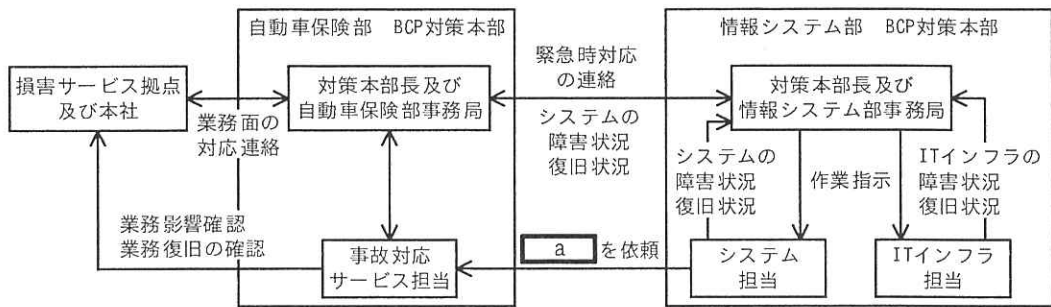 自動車保険部 BCP対策本部
情報システム部 BCP対策本部
損害サービス拠点
及び本社
対策本部長及び
自動車保険部事務局
緊急時対応
の連絡
対策本部長及び
情報システム部事務局
業務面の
対応連絡
システムの
障害状況
復旧状況
システムの
障害状況
復旧状況
作業指示
ITインフラの
障害状況
復旧状況
業務影響確認
業務復旧の確認
事故対応
サービス担当
a を依頼
システム
担当
ITインフラ
担当